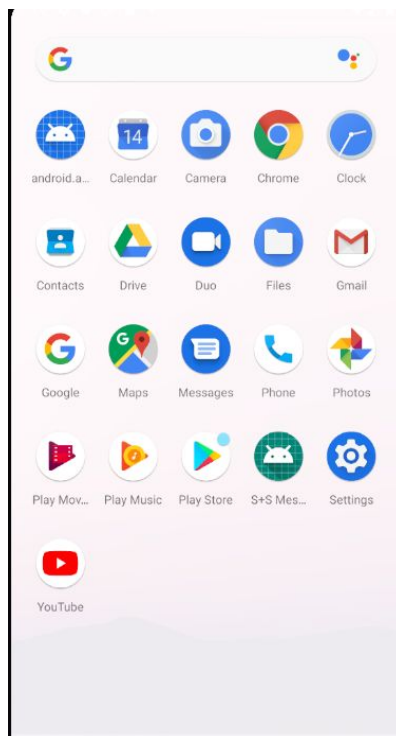 G
14
android.a... Calendar Camera Chrome Clock
Contacts Drive Duo Files Gmail
G G
Google Maps Messages Phone Photos
Play Mov... Play Music Play Store S+S Mes... Settings
YouTube